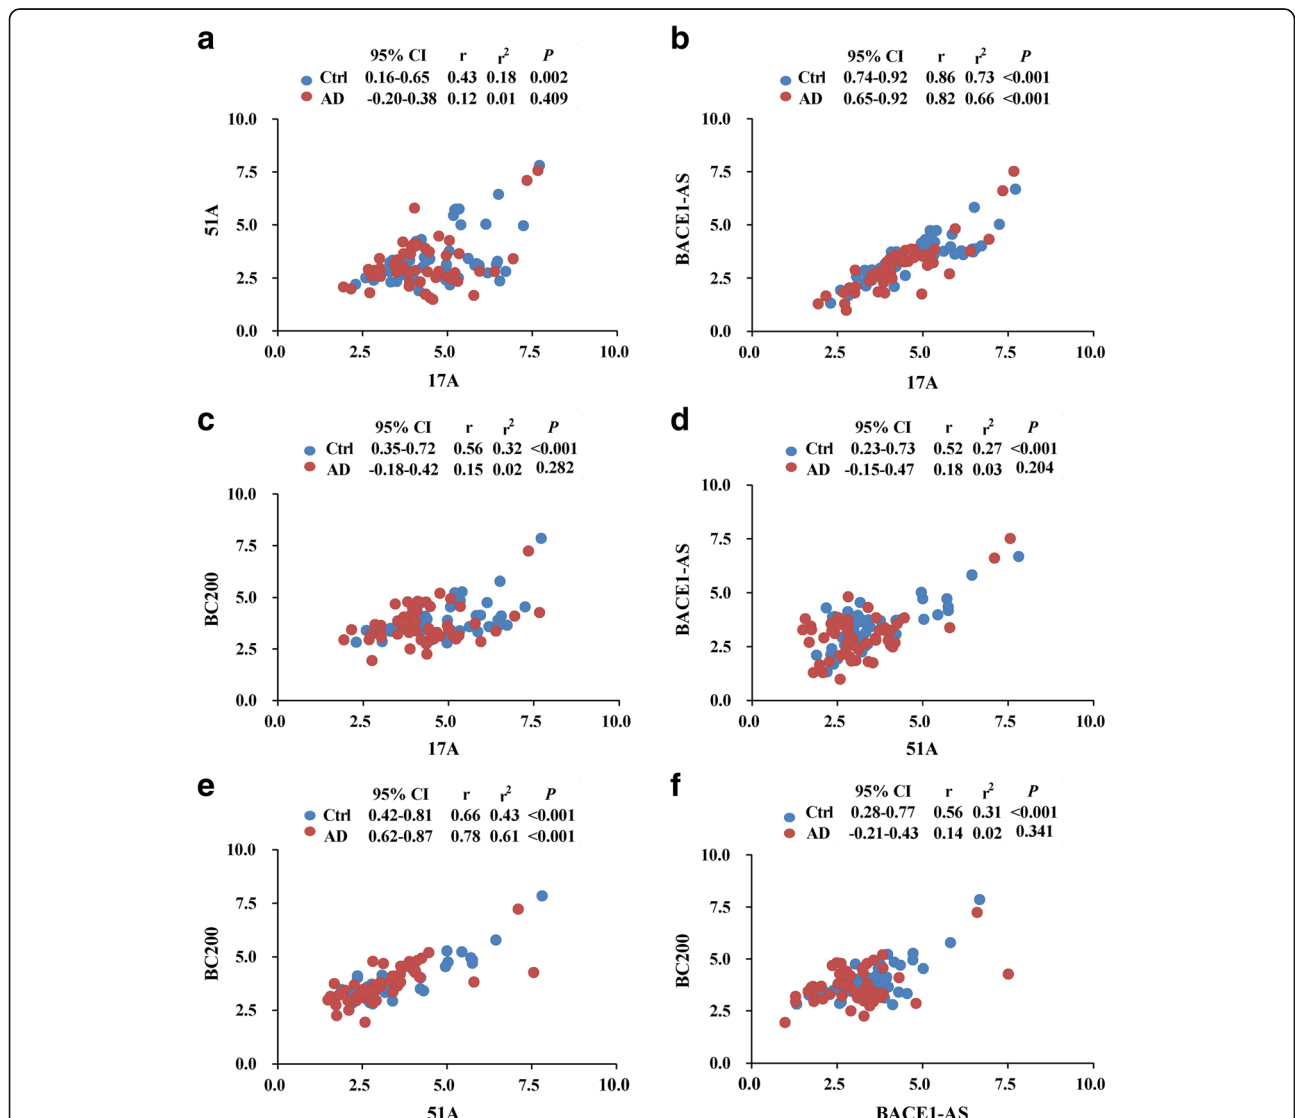 a
95% CI r r2 P
Ctrl 0.16-0.65 0.43 0.18 0.002
AD -0.20-0.38 0.12 0.01 0.409
10.0
7.5
5.0
2.5
0.0
51A
0.0 2.5 5.0 7.5 10.0
17A
b
95% CI r r2 P
Ctrl 0.74-0.92 0.86 0.73 <0.001
AD 0.65-0.92 0.82 0.66 <0.001
10.0
7.5
5.0
2.5
0.0
BACE1-AS
0.0 2.5 5.0 7.5 10.0
17A
c
95% CI r r2 P
Ctrl 0.35-0.72 0.56 0.32 <0.001
AD -0.18-0.42 0.15 0.02 0.282
10.0
7.5
5.0
2.5
0.0
BC200
0.0 2.5 5.0 7.5 10.0
17A
d
95% CI r r2 P
Ctrl 0.23-0.73 0.52 0.27 <0.001
AD -0.15-0.47 0.18 0.03 0.204
10.0
7.5
5.0
2.5
0.0
BACE1-AS
0.0 2.5 5.0 7.5 10.0
51A
e
95% CI r r2 P
Ctrl 0.42-0.81 0.66 0.43 <0.001
AD 0.62-0.87 0.78 0.61 <0.001
10.0
7.5
5.0
2.5
0.0
BC200
0.0 2.5 5.0 7.5 10.0
51A
f
95% CI r r2 P
Ctrl 0.28-0.77 0.56 0.31 <0.001
AD -0.21-0.43 0.14 0.02 0.341
10.0
7.5
5.0
2.5
0.0
BC200
0.0 2.5 5.0 7.5 10.0
BACE1-AS